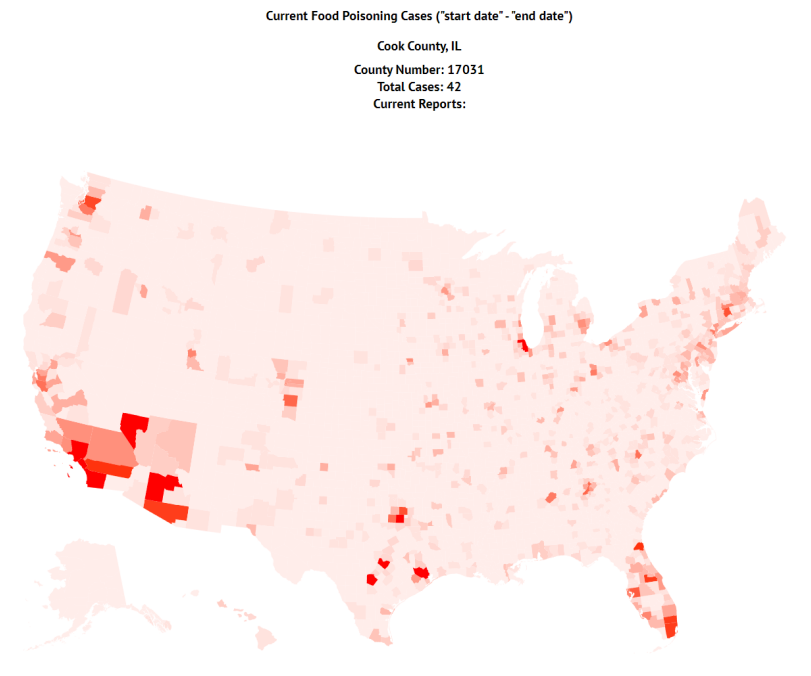 Current Food Poisoning Cases ("start date" - "end date")
Cook County, IL
County Number: 17031
Total Cases: 42
Current Reports: